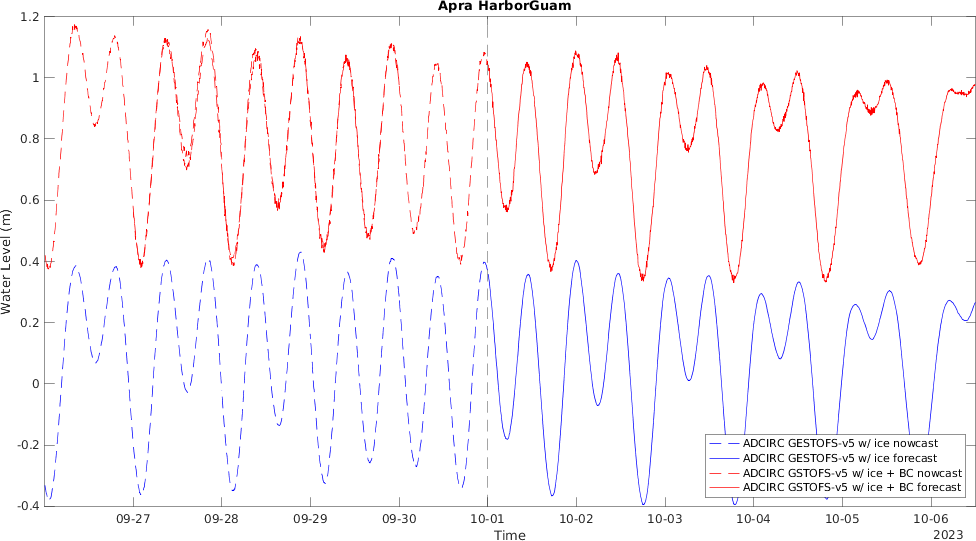 Apra HarborGuam
1.2
1
0.8
0.6
0.4
0.2
0
-0.2
-0.4
Water Level (m)
ADCIRC GESTOFS-v5 w/ ice nowcast
ADCIRC GESTOFS-v5 w/ ice forecast
ADCIRC GSTOFS-v5 w/ ice + BC nowcast
ADCIRC GSTOFS-v5 w/ ice + BC forecast
09-27 09-28 09-29 09-30 10-01 10-02 10-03 10-04 10-05 10-06
Time
2023